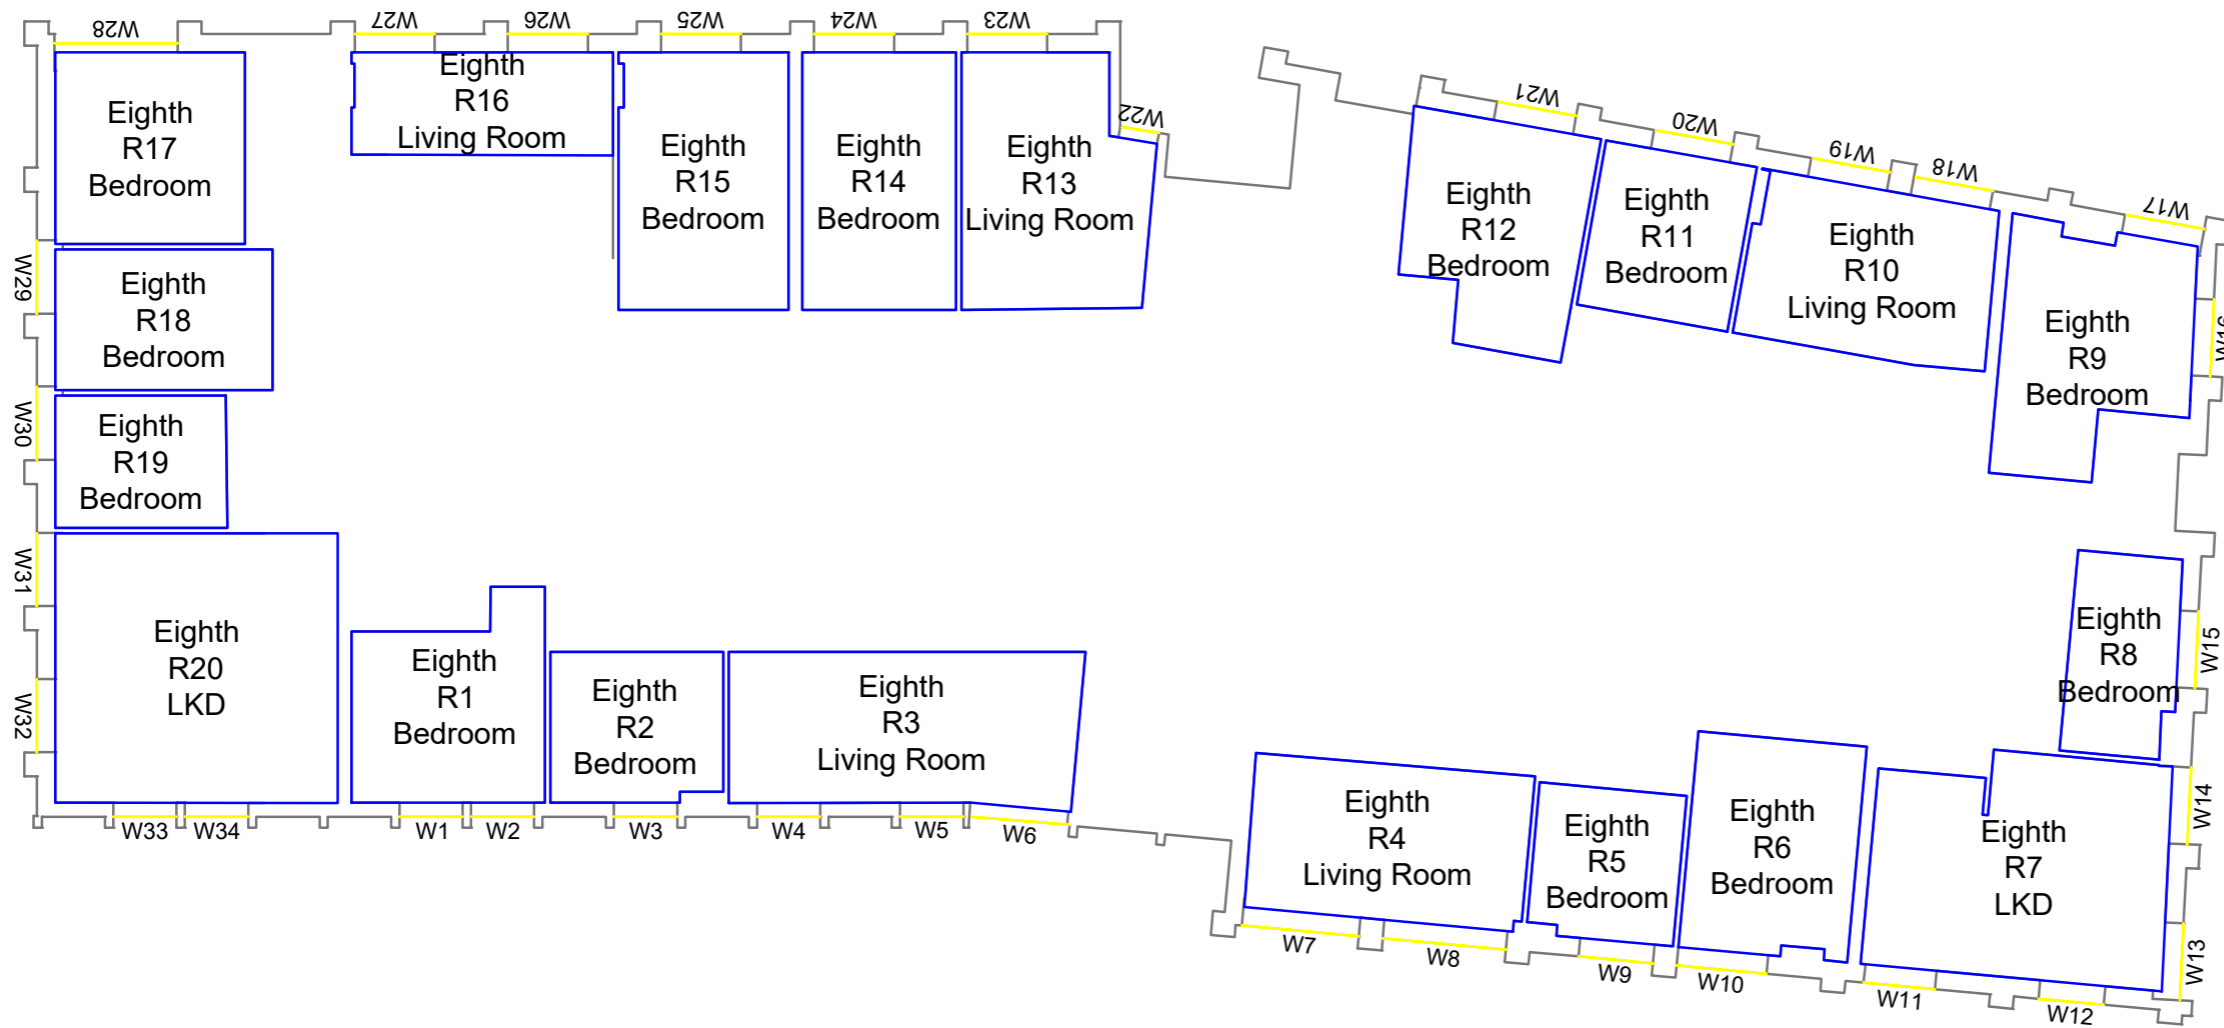 W28
W27
W26
W25
W24
W23
W22
W21
W20
W19
W18
W17
W16
Eighth
R17
Bedroom
Eighth
R16
Living Room
Eighth
R15
Bedroom
Eighth
R14
Bedroom
Eighth
R13
Living Room
Eighth
R12
Bedroom
Eighth
R11
Bedroom
Eighth
R10
Living Room
Eighth
R9
Bedroom
W29
Eighth
R18
Bedroom
W30
Eighth
R19
Bedroom
W31
W32
Eighth
R20
LKD
Eighth
R1
Bedroom
Eighth
R2
Bedroom
Eighth
R3
Living Room
Eighth
R4
Living Room
Eighth
R5
Bedroom
Eighth
R6
Bedroom
Eighth
R7
LKD
Eighth
R8
Bedroom
W15
W14
W13
W33
W34
W1
W2
W3
W4
W5
W6
W7
W8
W9
W10
W11
W12